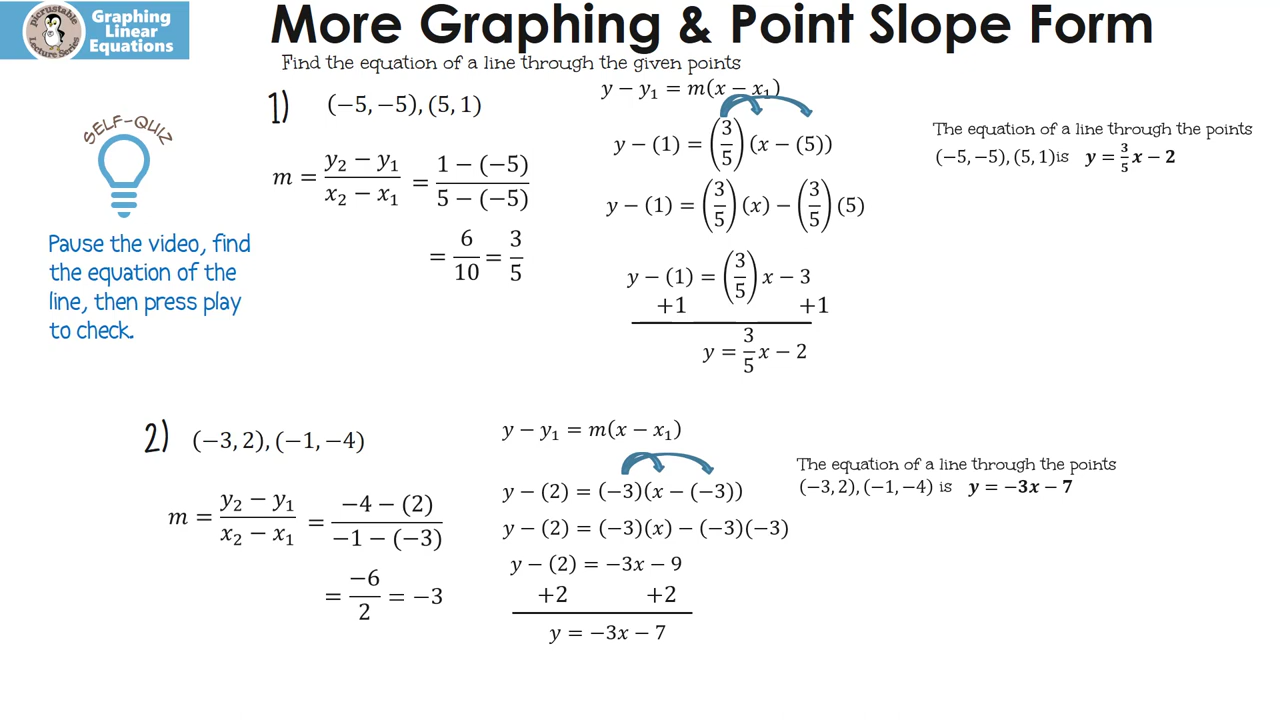 picrustable
Lecture Series
Graphing
Linear
Equations
More Graphing & Point Slope Form
Find the equation of a line through the given points
SELF-QUIZ
Pause the video, find
the equation of the
line, then press play
to check.
1) (−5, −5), (5, 1)
m = (y₂ − y₁)/(x₂ − x₁) = (1 − (−5))/(5 − (−5))
= 6/10 = 3/5
y − y₁ = m(x − x₁)
y − (1) = (3/5)(x − (5))
y − (1) = (3/5)(x) − (3/5)(5)
y − (1) = (3/5)x − 3
+1 +1
y = 3/5 x − 2
The equation of a line through the points
(−5, −5), (5, 1) is y = 3/5 x − 2
2) (−3, 2), (−1, −4)
m = (y₂ − y₁)/(x₂ − x₁) = (−4 − (2))/(−1 − (−3))
= −6/2 = −3
y − y₁ = m(x − x₁)
y − (2) = (−3)(x − (−3))
y − (2) = (−3)(x) − (−3)(−3)
y − (2) = −3x − 9
+2 +2
y = −3x − 7
The equation of a line through the points
(−3, 2), (−1, −4) is y = −3x − 7